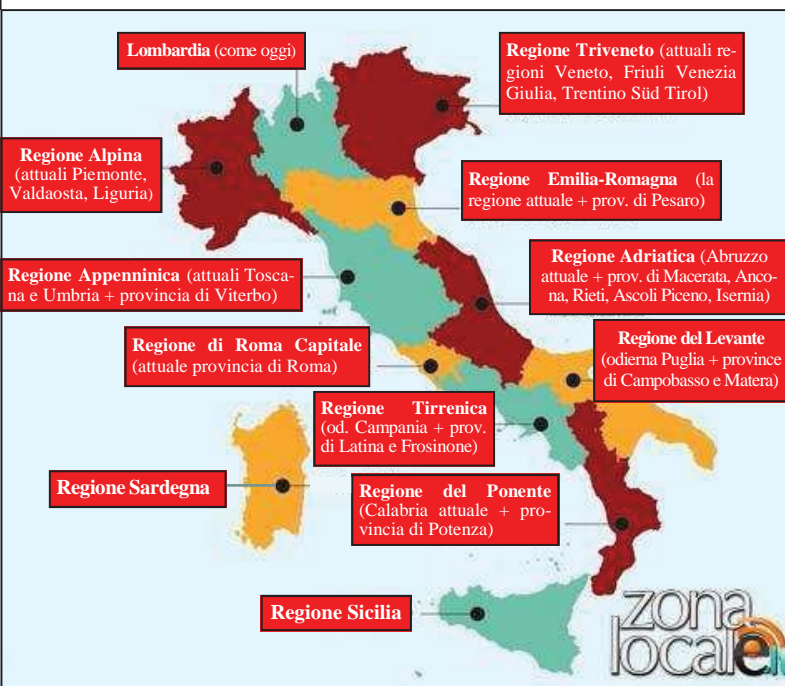 Lombardia (come oggi)
Regione Triveneto (attuali re-
gioni Veneto, Friuli Venezia
Giulia, Trentino Süd Tirol)
Regione Alpina
(attuali Piemonte,
Valdaosta, Liguria)
Regione Emilia-Romagna (la
regione attuale + prov. di Pesaro)
Regione Appenninica (attuali Tosca-
na e Umbria + provincia di Viterbo)
Regione Adriatica (Abruzzo
attuale + prov. di Macerata, Anco-
na, Rieti, Ascoli Piceno, Isernia)
Regione di Roma Capitale
(attuale provincia di Roma)
Regione del Levante
(odierna Puglia + province
di Campobasso e Matera)
Regione Tirrenica
(od. Campania + prov.
di Latina e Frosinone)
Regione Sardegna
Regione del Ponente
(Calabria attuale + pro-
vincia di Potenza)
Regione Sicilia
zona
locale